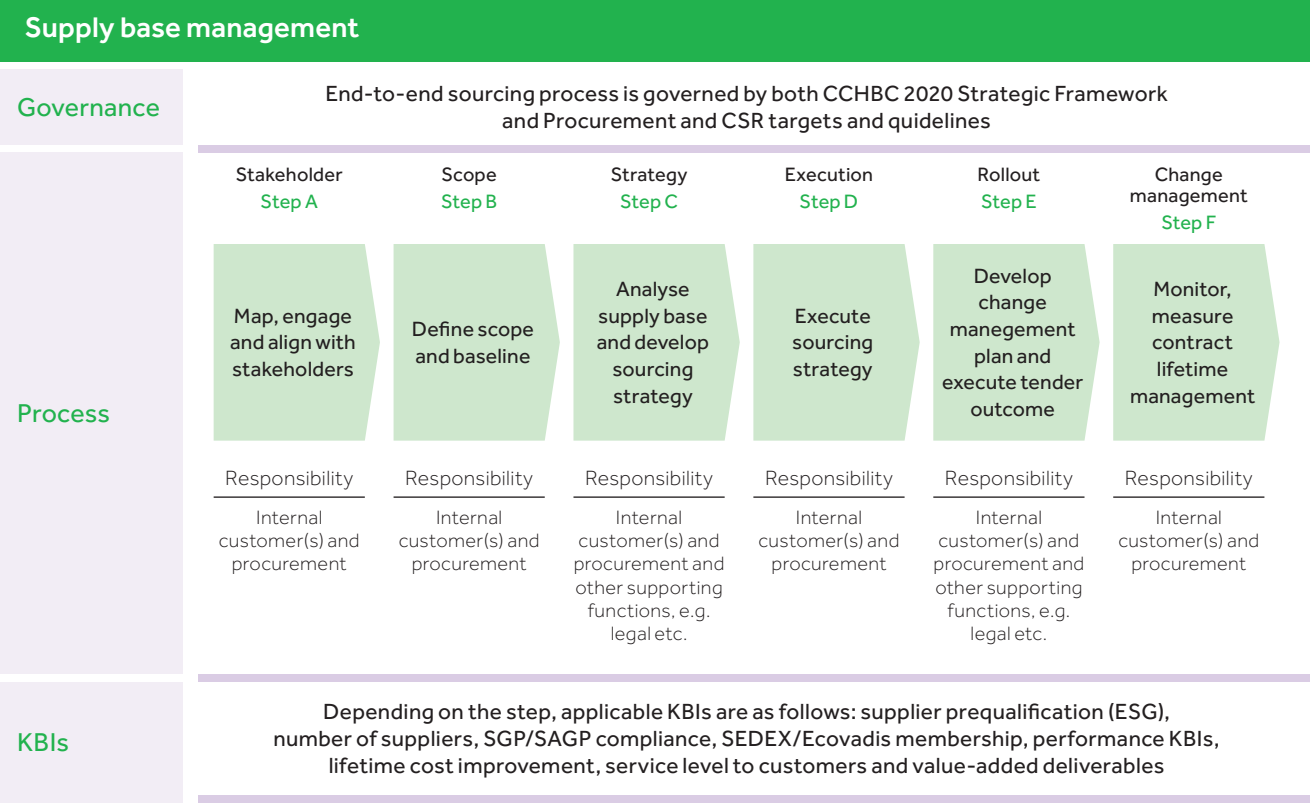 Supply base management
Governance
End-to-end sourcing process is governed by both CCHBC 2020 Strategic Framework
and Procurement and CSR targets and quidelines
Process
Stakeholder
Step A
Map, engage
and align with
stakeholders
Responsibility
Internal
customer(s) and
procurement
Scope
Step B
Define scope
and baseline
Responsibility
Internal
customer(s) and
procurement
Strategy
Step C
Analyse
supply base
and develop
sourcing
strategy
Responsibility
Internal
customer(s) and
procurement and
other supporting
functions, e.g.
legal etc.
Execution
Step D
Execute
sourcing
strategy
Responsibility
Internal
customer(s) and
procurement
Rollout
Step E
Develop
change
manegement
plan and
execute tender
outcome
Responsibility
Internal
customer(s) and
procurement and
other supporting
functions, e.g.
legal etc.
Change
management
Step F
Monitor,
measure
contract
lifetime
management
Responsibility
Internal
customer(s) and
procurement
KBIs
Depending on the step, applicable KBIs are as follows: supplier prequalification (ESG),
number of suppliers, SGP/SAGP compliance, SEDEX/Ecovadis membership, performance KBIs,
lifetime cost improvement, service level to customers and value-added deliverables